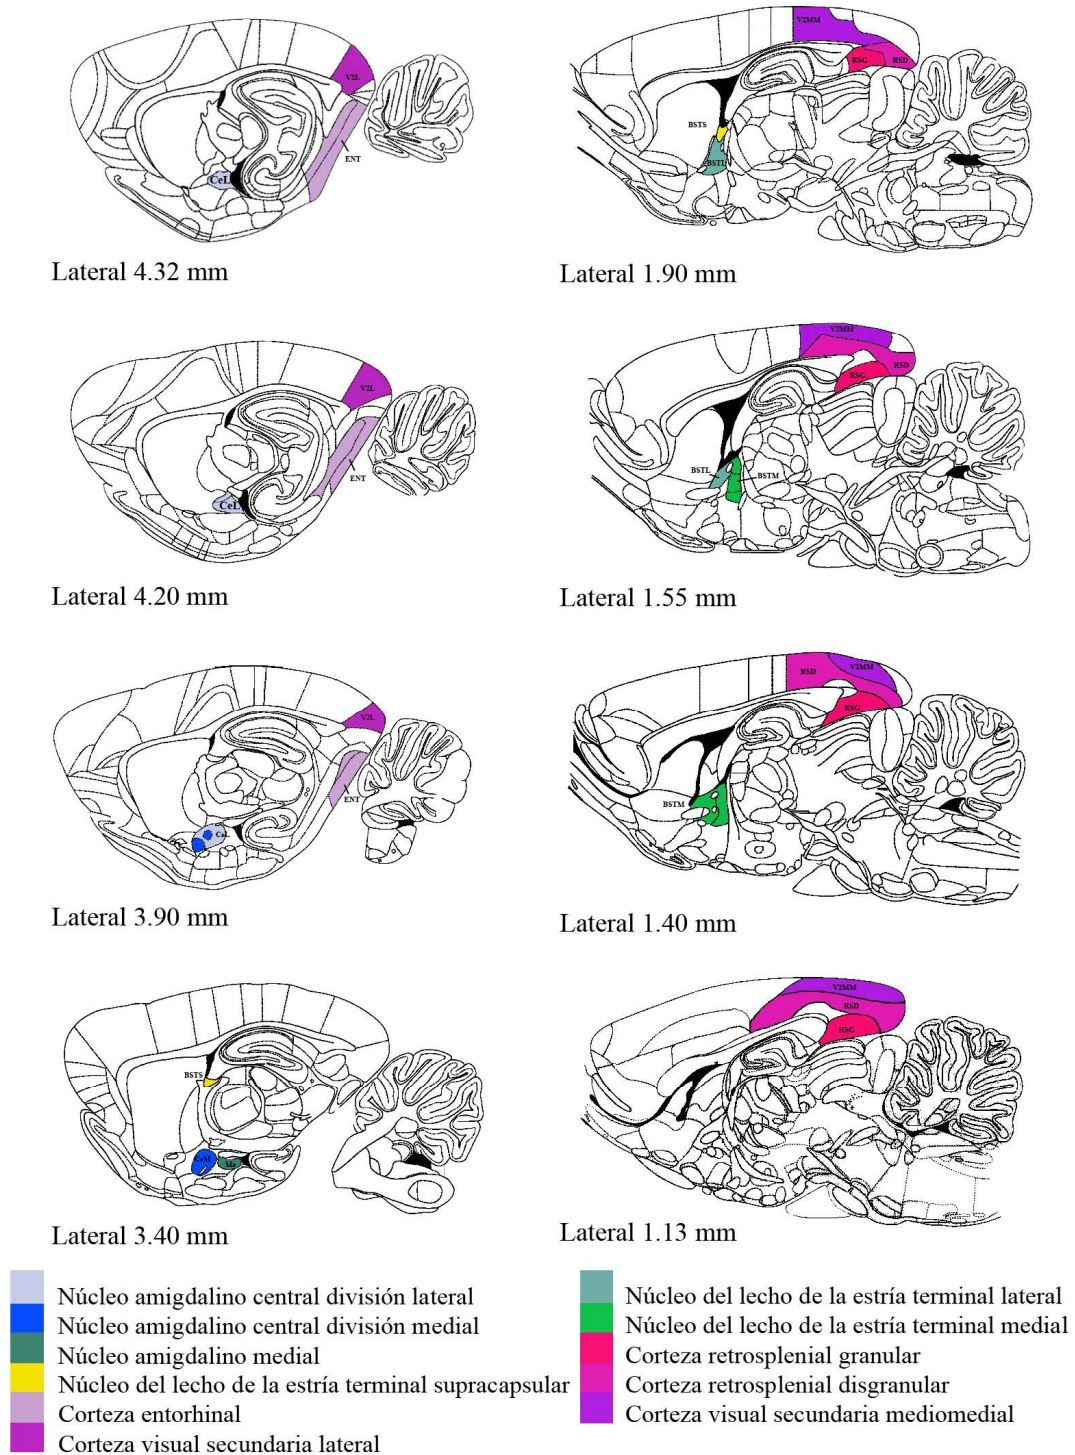 V2L
ENT
CeL
Lateral 4.32 mm
V2MM
RSG
RSD
BSTS
BSTL
Lateral 1.90 mm
V2L
ENT
CeL
Lateral 4.20 mm
V2MM
RSD
RSG
BSTL
BSTM
Lateral 1.55 mm
V2L
ENT
CeL
Lateral 3.90 mm
RSD
V2MM
RSG
BSTM
Lateral 1.40 mm
BSTS
CeM
Me
Lateral 3.40 mm
V2MM
RSD
RSG
Lateral 1.13 mm
Núcleo amigdalino central división lateral
Núcleo amigdalino central división medial
Núcleo amigdalino medial
Núcleo del lecho de la estría terminal supracapsular
Corteza entorhinal
Corteza visual secundaria lateral
Núcleo del lecho de la estría terminal lateral
Núcleo del lecho de la estría terminal medial
Corteza retrosplenial granular
Corteza retrosplenial disgranular
Corteza visual secundaria mediomedial